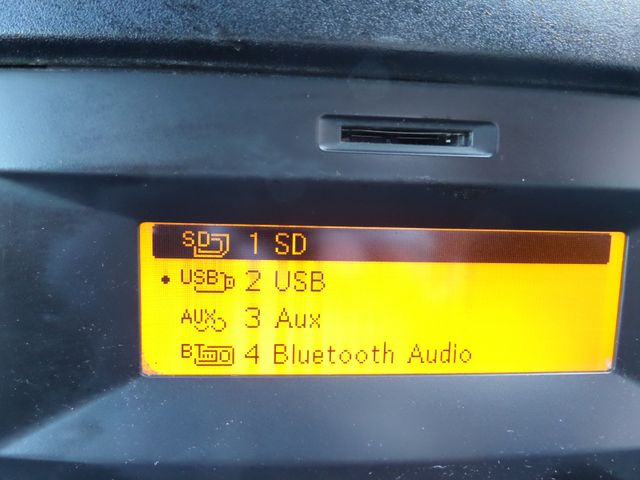 SD 1 SD
• USB 2 USB
AUX 3 Aux
BT 4 Bluetooth Audio